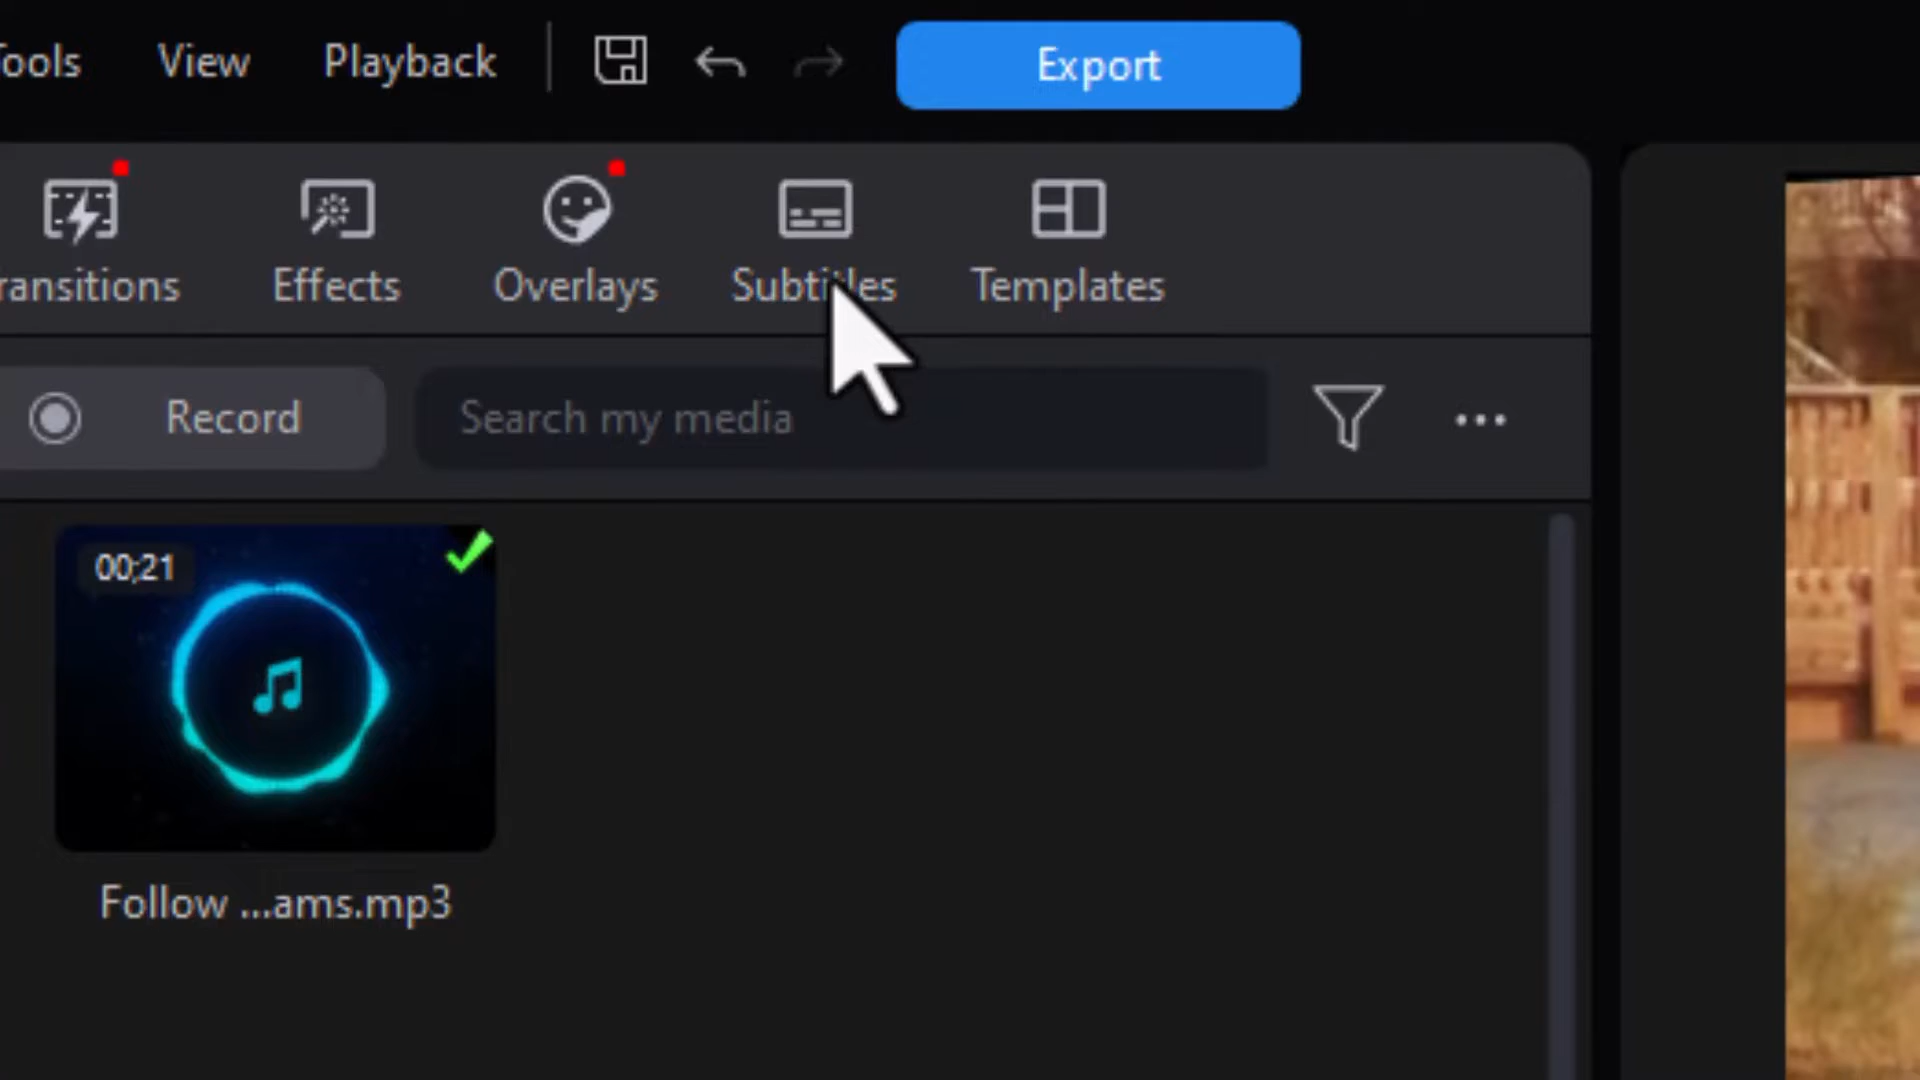 ools View Playback Export
ransitions Effects Overlays Subtitles Templates
Record Search my media
00;21
Follow ...ams.mp3